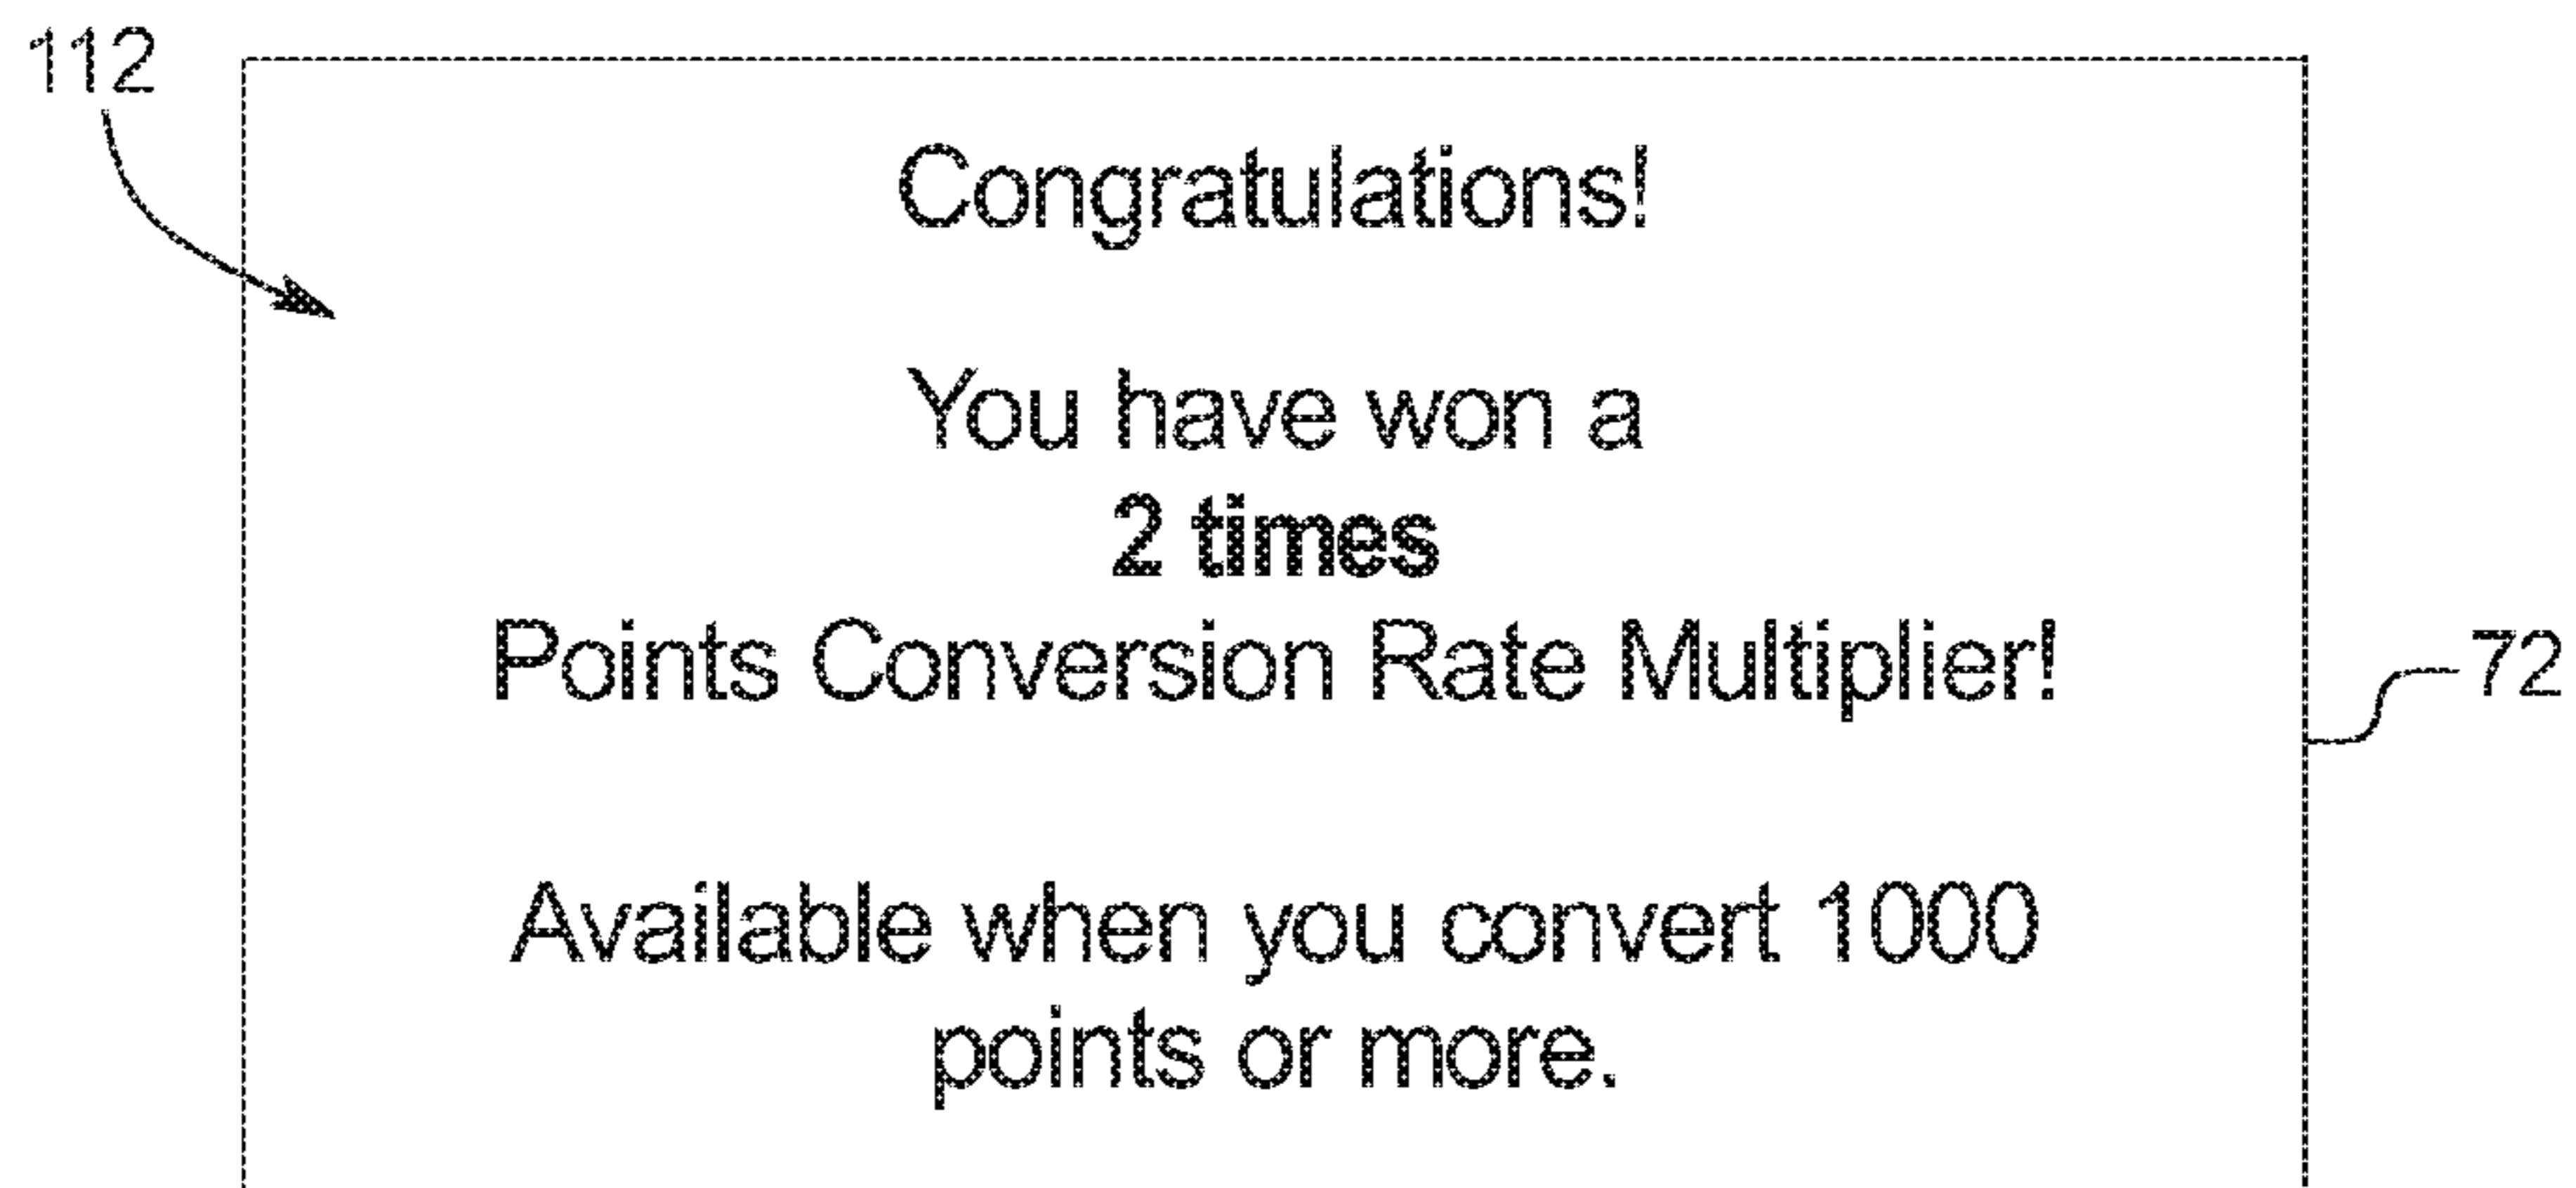 112
Congratulations!
You have won a
2 times
Points Conversion Rate Multiplier!
72
Available when you convert 1000
points or more.